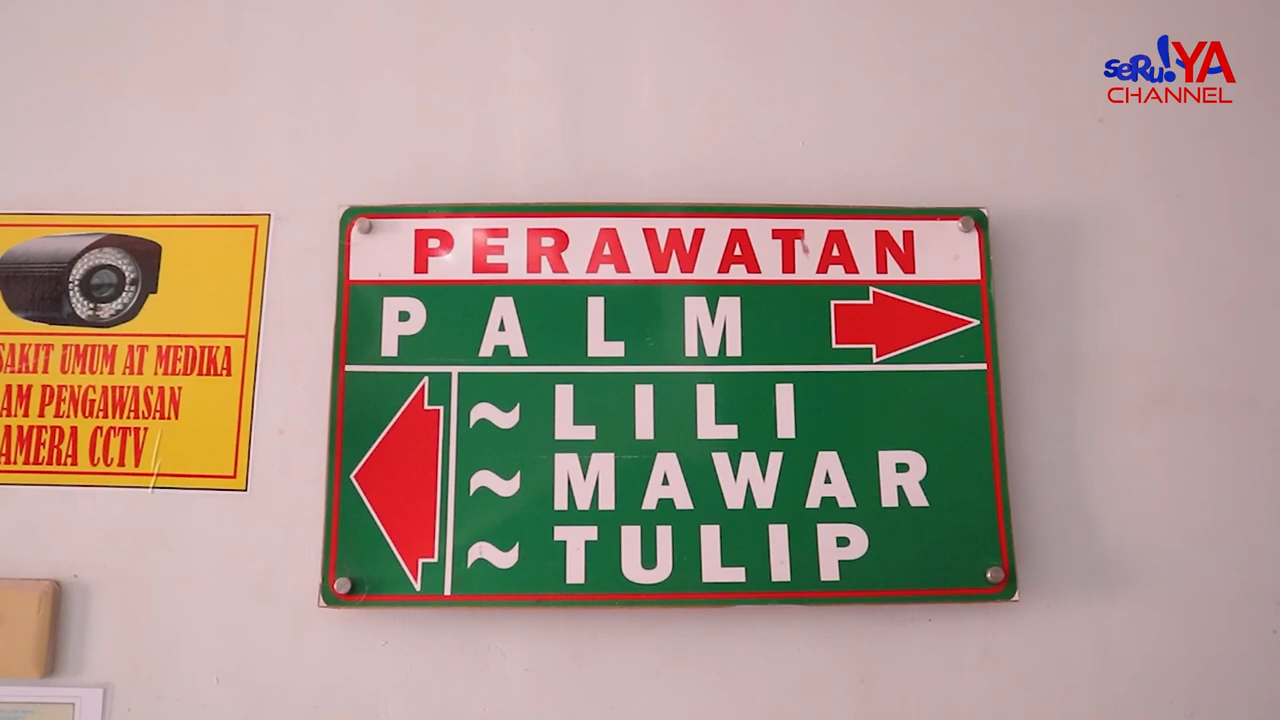 seRu!YA
CHANNEL
PERAWATAN
PALM
~ LILI
~ MAWAR
~ TULIP
SAKIT UMUM AT MEDIKA
AM PENGAWASAN
AMERA CCTV